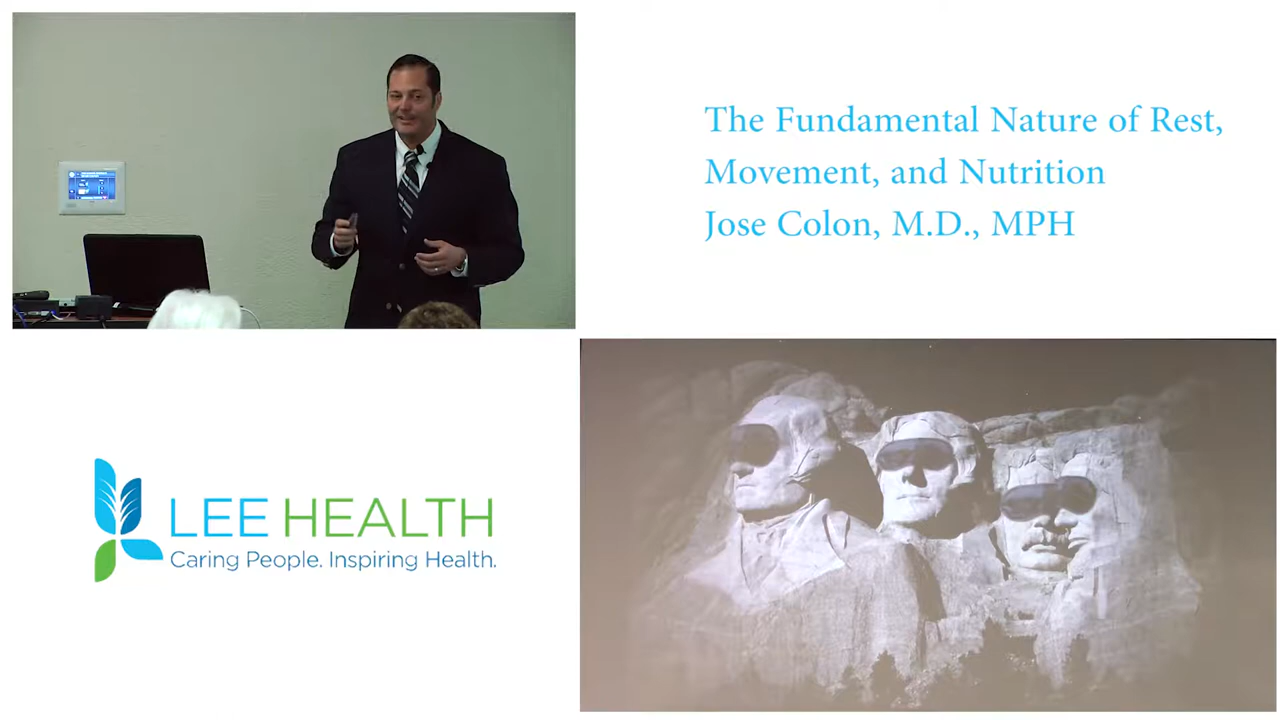 The Fundamental Nature of Rest,
Movement, and Nutrition
Jose Colon, M.D., MPH
LEE HEALTH
Caring People. Inspiring Health.